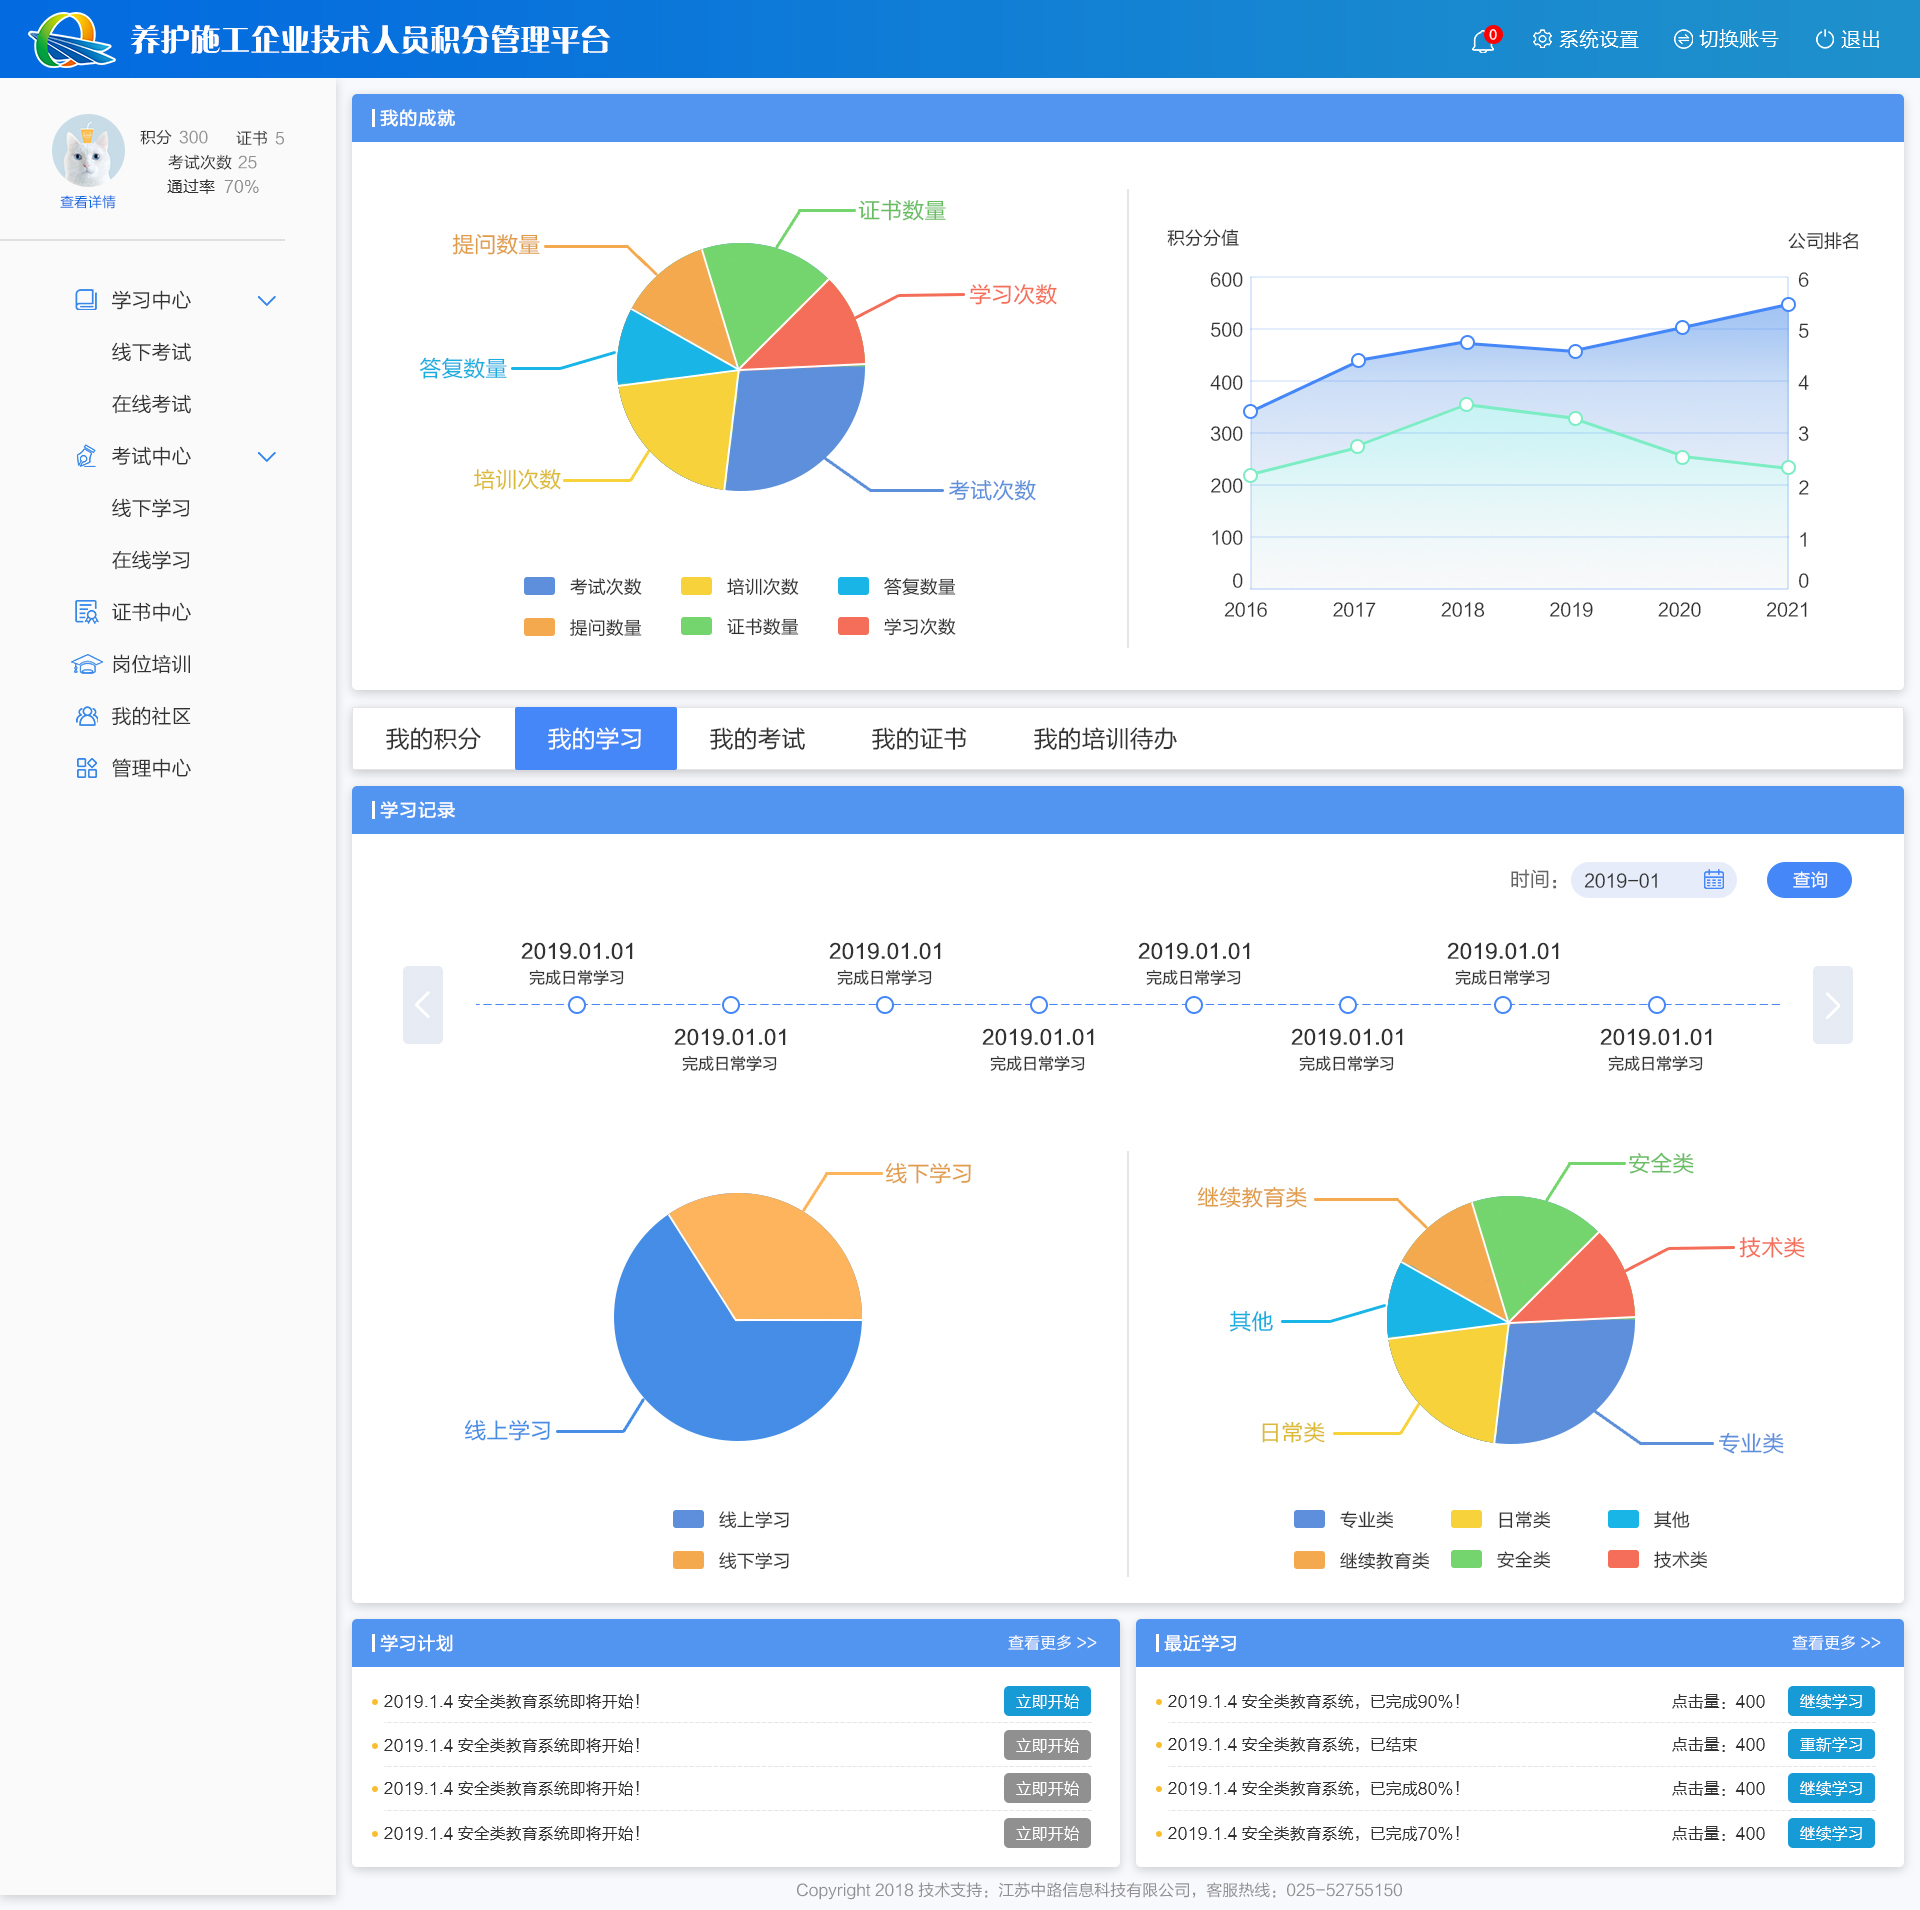 养护施工企业技术人员积分管理平台
0
系统设置
切换账号
退出
积分 300 证书 5
考试次数 25
通过率 70%
查看详情
学习中心
线下考试
在线考试
考试中心
线下学习
在线学习
证书中心
岗位培训
我的社区
管理中心
我的成就
证书数量
提问数量
学习次数
答复数量
培训次数
考试次数
考试次数 培训次数 答复数量
提问数量 证书数量 学习次数
积分分值 公司排名
600 6
500 5
400 4
300 3
200 2
100 1
0 0
2016 2017 2018 2019 2020 2021
我的积分 我的学习 我的考试 我的证书 我的培训待办
学习记录
时间： 2019-01 查询
2019.01.01 2019.01.01 2019.01.01 2019.01.01
完成日常学习 完成日常学习 完成日常学习 完成日常学习
2019.01.01 2019.01.01 2019.01.01 2019.01.01
完成日常学习 完成日常学习 完成日常学习 完成日常学习
线下学习
线上学习
线上学习
线下学习
安全类
继续教育类
技术类
其他
日常类
专业类
专业类 日常类 其他
继续教育类 安全类 技术类
学习计划 查看更多 >>
2019.1.4 安全类教育系统即将开始！ 立即开始
2019.1.4 安全类教育系统即将开始！ 立即开始
2019.1.4 安全类教育系统即将开始！ 立即开始
2019.1.4 安全类教育系统即将开始！ 立即开始
最近学习 查看更多 >>
2019.1.4 安全类教育系统，已完成90%！ 点击量：400 继续学习
2019.1.4 安全类教育系统，已结束 点击量：400 重新学习
2019.1.4 安全类教育系统，已完成80%！ 点击量：400 继续学习
2019.1.4 安全类教育系统，已完成70%！ 点击量：400 继续学习
Copyright 2018 技术支持：江苏中路信息科技有限公司，客服热线：025-52755150